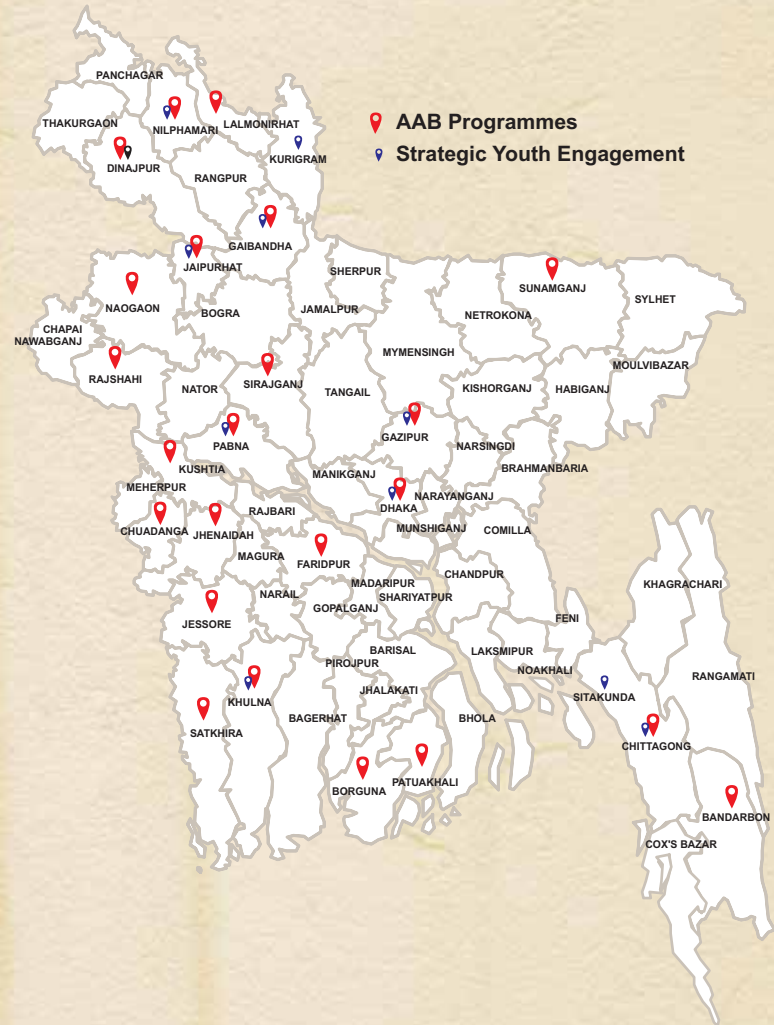 PANCHAGAR
THAKURGAON
NILPHAMARI
LALMONIRHAT
AAB Programmes
Strategic Youth Engagement
DINAJPUR
KURIGRAM
RANGPUR
GAIBANDHA
JAIPURHAT
SHERPUR
SUNAMGANJ
SYLHET
NAOGAON
BOGRA
JAMALPUR
NETROKONA
CHAPAI
NAWABGANJ
MYMENSINGH
MOULVIBAZAR
RAJSHAHI
NATOR
SIRAJGANJ
TANGAIL
KISHORGANJ
HABIGANJ
PABNA
GAZIPUR
NARSINGDI
KUSHTIA
MANIKGANJ
BRAHMANBARIA
MEHERPUR
DHAKA
NARAYANGANJ
RAJBARI
MUNSHIGANJ
COMILLA
CHUADANGA
JHENAIDAH
MAGURA
FARIDPUR
CHANDPUR
MADARIPUR
KHAGRACHARI
NARAIL
SHARIYATPUR
GOPALGANJ
JESSORE
FENI
BARISAL
LAKSMIPUR
PIROJPUR
NOAKHALI
RANGAMATI
JHALAKATI
SITAKUNDA
KHULNA
BAGERHAT
BHOLA
SATKHIRA
CHITTAGONG
PATUAKHALI
BORGUNA
BANDARBON
COX'S BAZAR